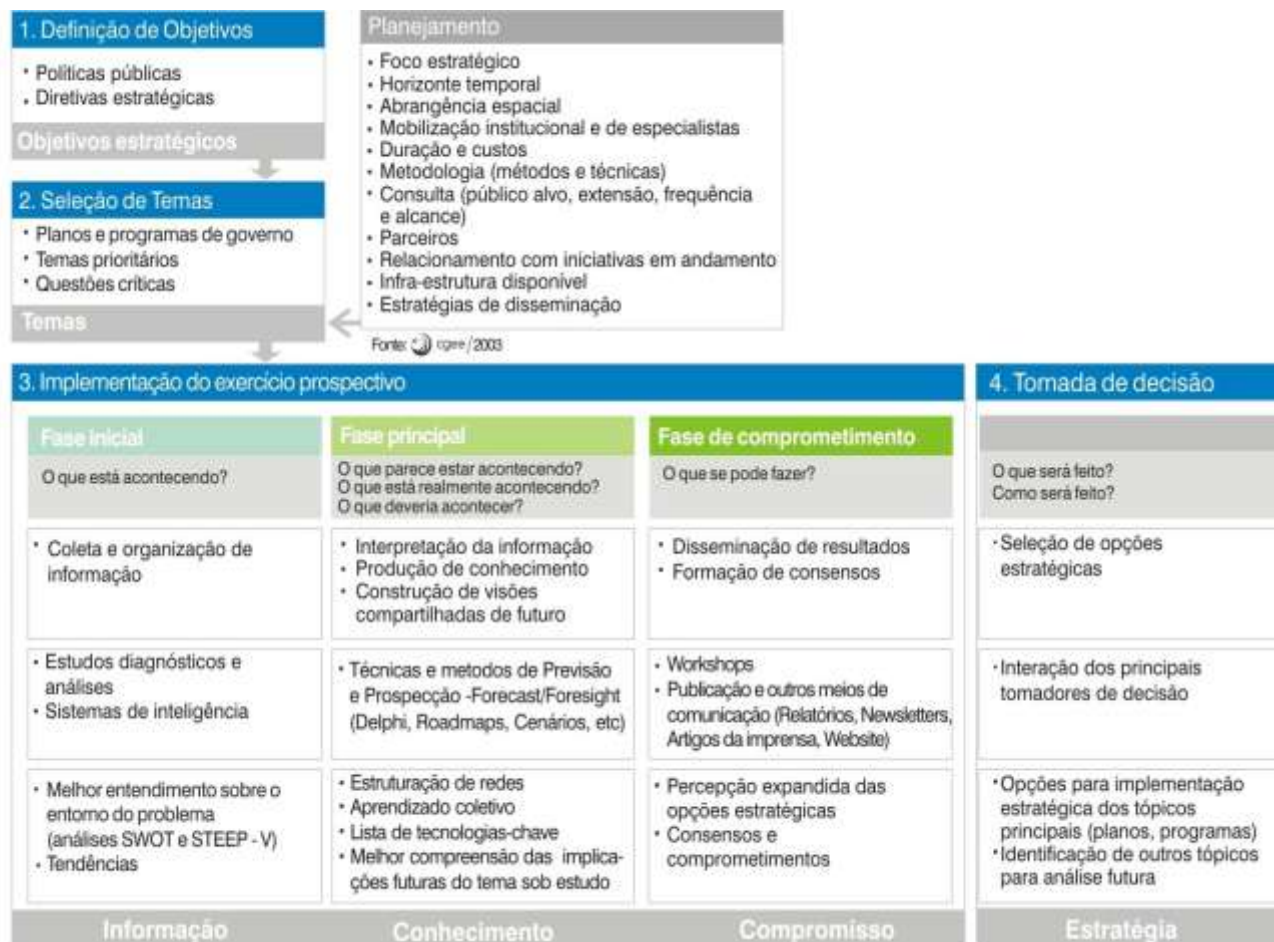 1. Definição de Objetivos
• Políticas públicas
• Diretivas estratégicas
Objetivos estratégicos
2. Seleção de Temas
• Planos e programas de governo
• Temas prioritários
• Questões críticas
Temas
Planejamento
• Foco estratégico
• Horizonte temporal
• Abrangência espacial
• Mobilização institucional e de especialistas
• Duração e custos
• Metodologia (métodos e técnicas)
• Consulta (público alvo, extensão, frequência
e alcance)
• Parceiros
• Relacionamento com iniciativas em andamento
• Infra-estrutura disponível
• Estratégias de disseminação
Fonte: cgee/2003
3. Implementação do exercício prospectivo
Fase inicial
O que está acontecendo?
• Coleta e organização de
informação
• Estudos diagnósticos e
análises
• Sistemas de inteligência
• Melhor entendimento sobre o
entorno do problema
(análises SWOT e STEEP - V)
• Tendências
Informação
Fase principal
O que parece estar acontecendo?
O que está realmente acontecendo?
O que deveria acontecer?
• Interpretação da informação
• Produção de conhecimento
• Construção de visões
compartilhadas de futuro
• Técnicas e metodos de Previsão
e Prospecção -Forecast/Foresight
(Delphi, Roadmaps, Cenários, etc)
• Estruturação de redes
• Aprendizado coletivo
• Lista de tecnologias-chave
• Melhor compreensão das implica-
ções futuras do tema sob estudo
Conhecimento
Fase de comprometimento
O que se pode fazer?
• Disseminação de resultados
• Formação de consensos
• Workshops
• Publicação e outros meios de
comunicação (Relatórios, Newsletters,
Artigos da imprensa, Website)
• Percepção expandida das
opções estratégicas
• Consensos e
comprometimentos
Compromisso
4. Tomada de decisão
O que será feito?
Como será feito?
• Seleção de opções
estratégicas
• Interação dos principais
tomadores de decisão
• Opções para implementação
estratégica dos tópicos
principais (planos, programas)
• Identificação de outros tópicos
para análise futura
Estratégia